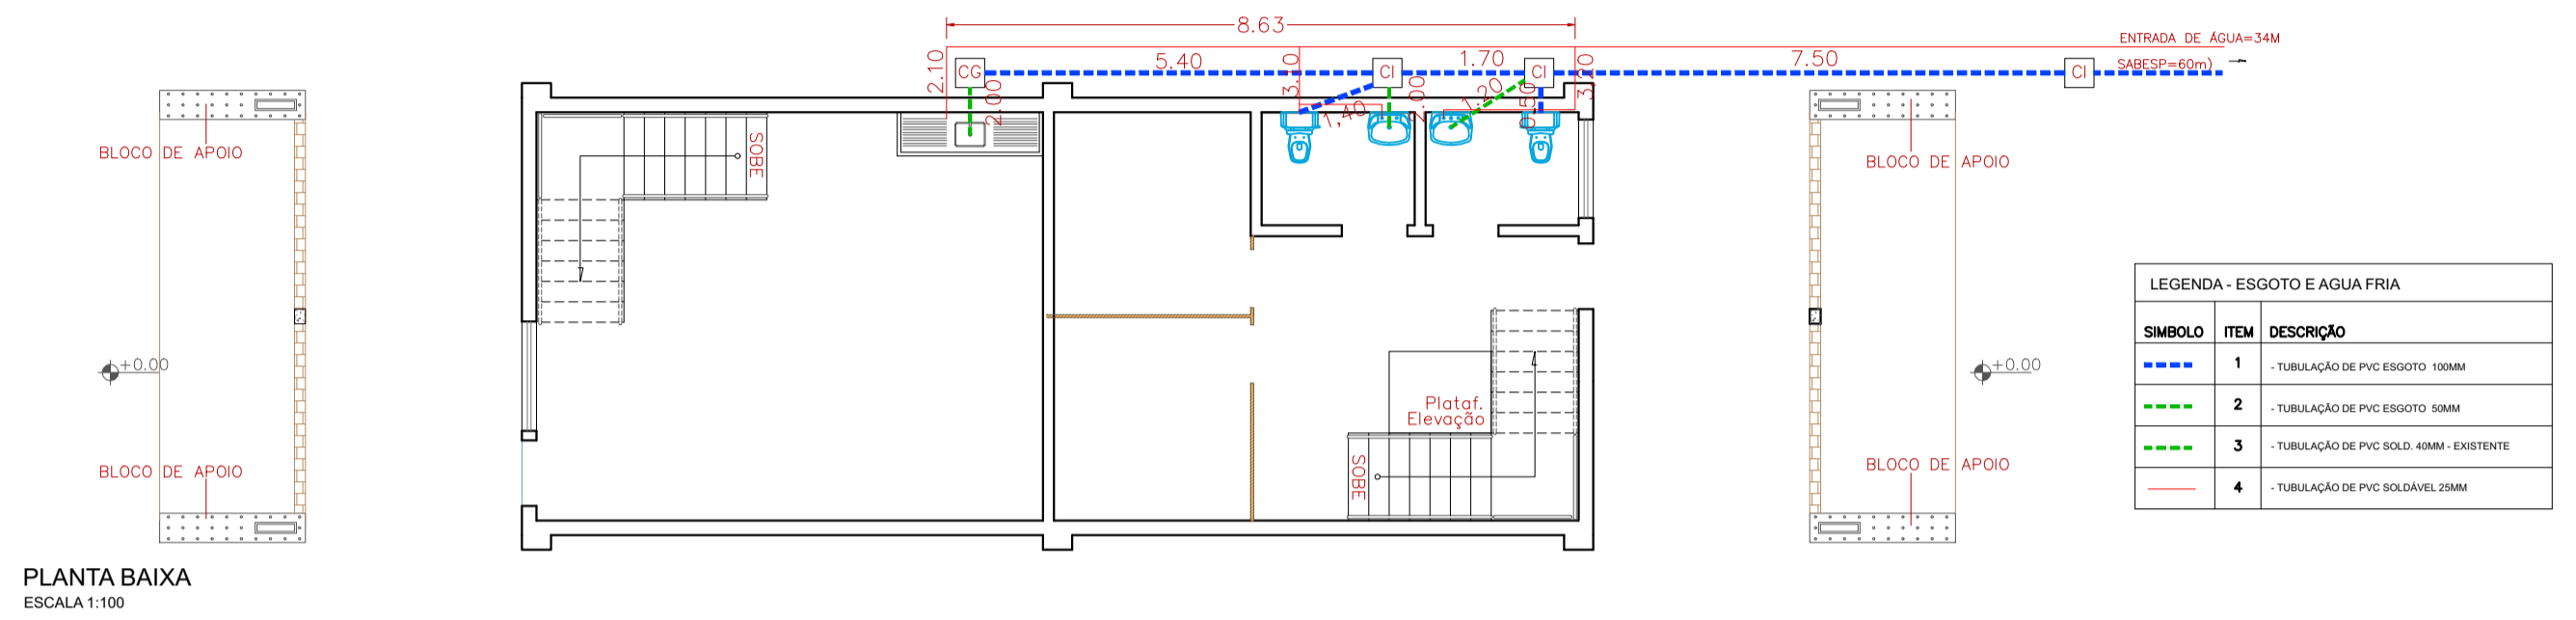 8.63
ENTRADA DE ÁGUA=34M
2.10
CG
5.40
3.10
CI
1.70
CI
3.20
7.50
CI
SABESP=60m)
2.00
1,40
2.00
1.20
0.50
BLOCO DE APOIO
SOBE
BLOCO DE APOIO
LEGENDA - ESGOTO E AGUA FRIA
SIMBOLO ITEM DESCRIÇÃO
1 - TUBULAÇÃO DE PVC ESGOTO 100MM
2 - TUBULAÇÃO DE PVC ESGOTO 50MM
3 - TUBULAÇÃO DE PVC SOLD. 40MM - EXISTENTE
4 - TUBULAÇÃO DE PVC SOLDÁVEL 25MM
+0.00
+0.00
Plataf.
Elevação
SOBE
BLOCO DE APOIO
BLOCO DE APOIO
PLANTA BAIXA
ESCALA 1:100